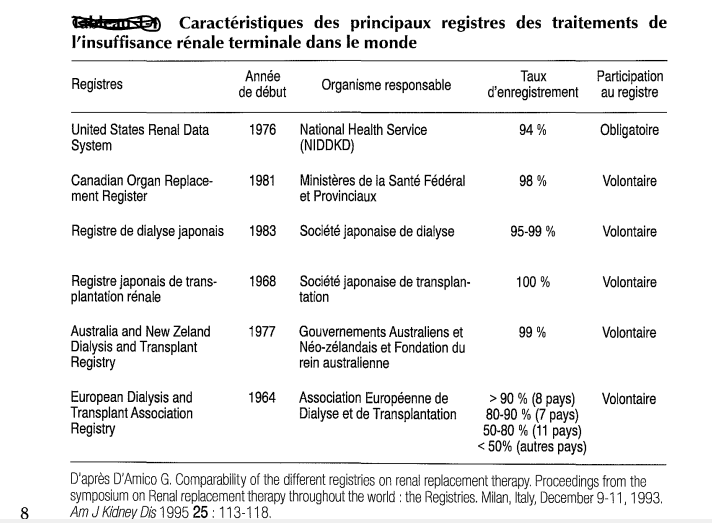 Caractéristiques des principaux registres des traitements de
l'insuffisance rénale terminale dans le monde
Registres Année de début Organisme responsable Taux d'enregistrement Participation au registre
United States Renal Data 1976 National Health Service 94 % Obligatoire
System (NIDDKD)
Canadian Organ Replace- 1981 Ministères de la Santé Fédéral 98 % Volontaire
ment Register et Provinciaux
Registre de dialyse japonais 1983 Société japonaise de dialyse 95-99 % Volontaire
Registre japonais de trans- 1968 Société japonaise de transplan- 100 % Volontaire
plantation rénale tation
Australia and New Zeland 1977 Gouvernements Australiens et 99 % Volontaire
Dialysis and Transplant Néo-zélandais et Fondation du
Registry rein australienne
European Dialysis and 1964 Association Européenne de > 90 % (8 pays) Volontaire
Transplant Association Dialyse et de Transplantation 80-90 % (7 pays)
Registry 50-80 % (11 pays)
< 50% (autres pays)
D'après D'Amico G. Comparability of the different registries on renal replacement therapy. Proceedings from the
symposium on Renal replacement therapy throughout the world : the Registries. Milan, Italy, December 9-11, 1993.
Am J Kidney Dis 1995 25 : 113-118.
8